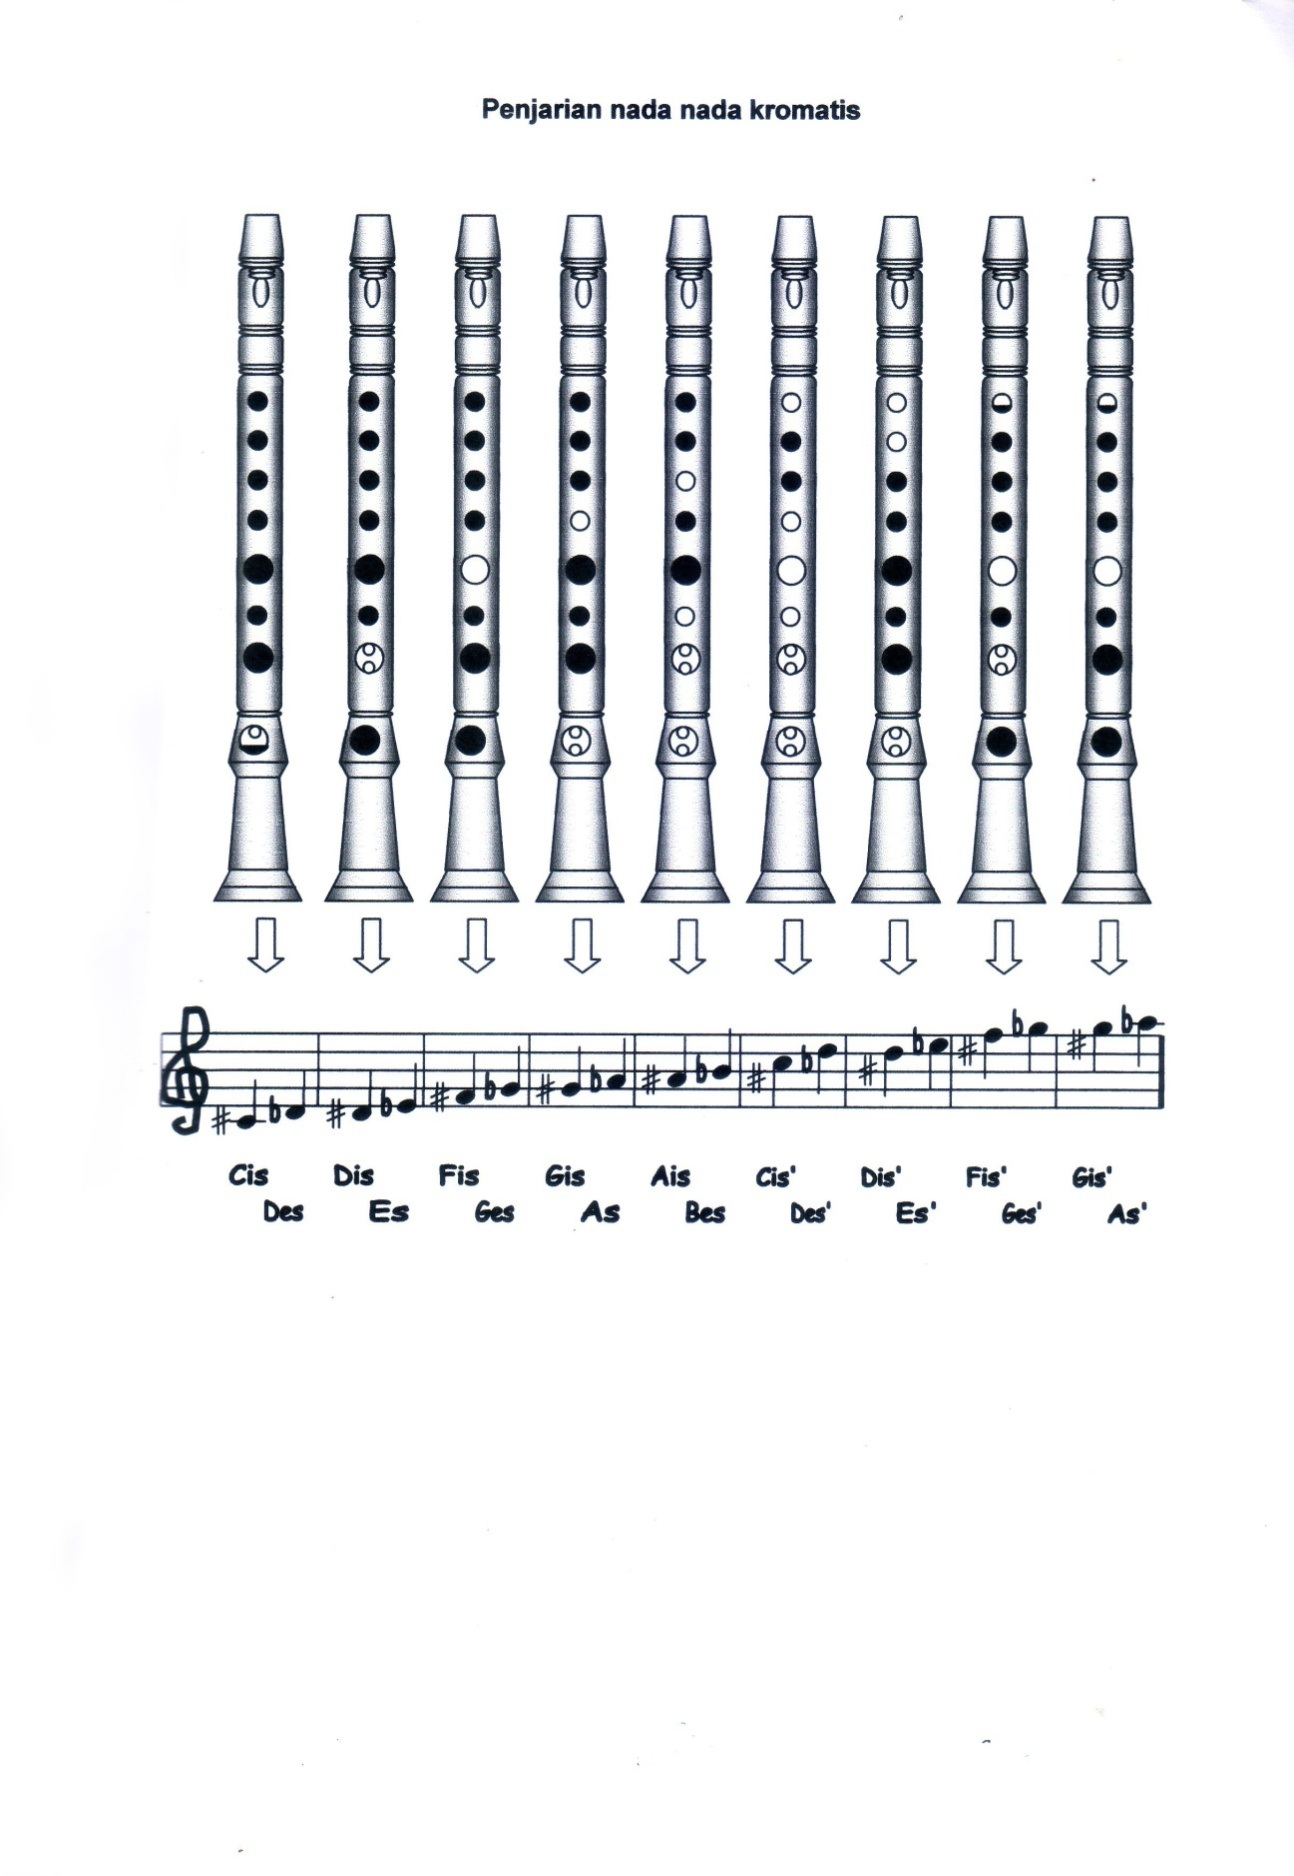 Penjarian nada nada kromatis
Cis Dis Fis Gis Ais Cis' Dis' Fis' Gis'
Des Es Ges As Bes Des' Es' Ges' As'